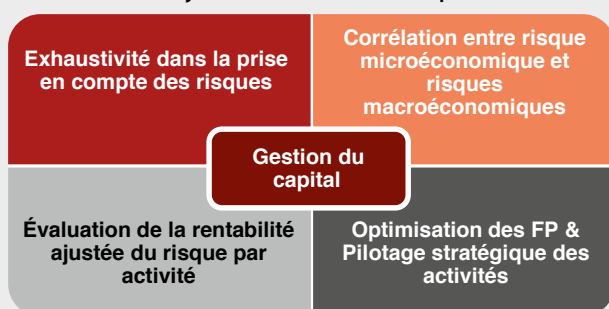 Exhaustivité dans la prise
en compte des risques
Corrélation entre risque
microéconomique et
risques
macroéconomiques
Gestion du
capital
Évaluation de la rentabilité
ajustée du risque par
activité
Optimisation des FP &
Pilotage stratégique des
activités